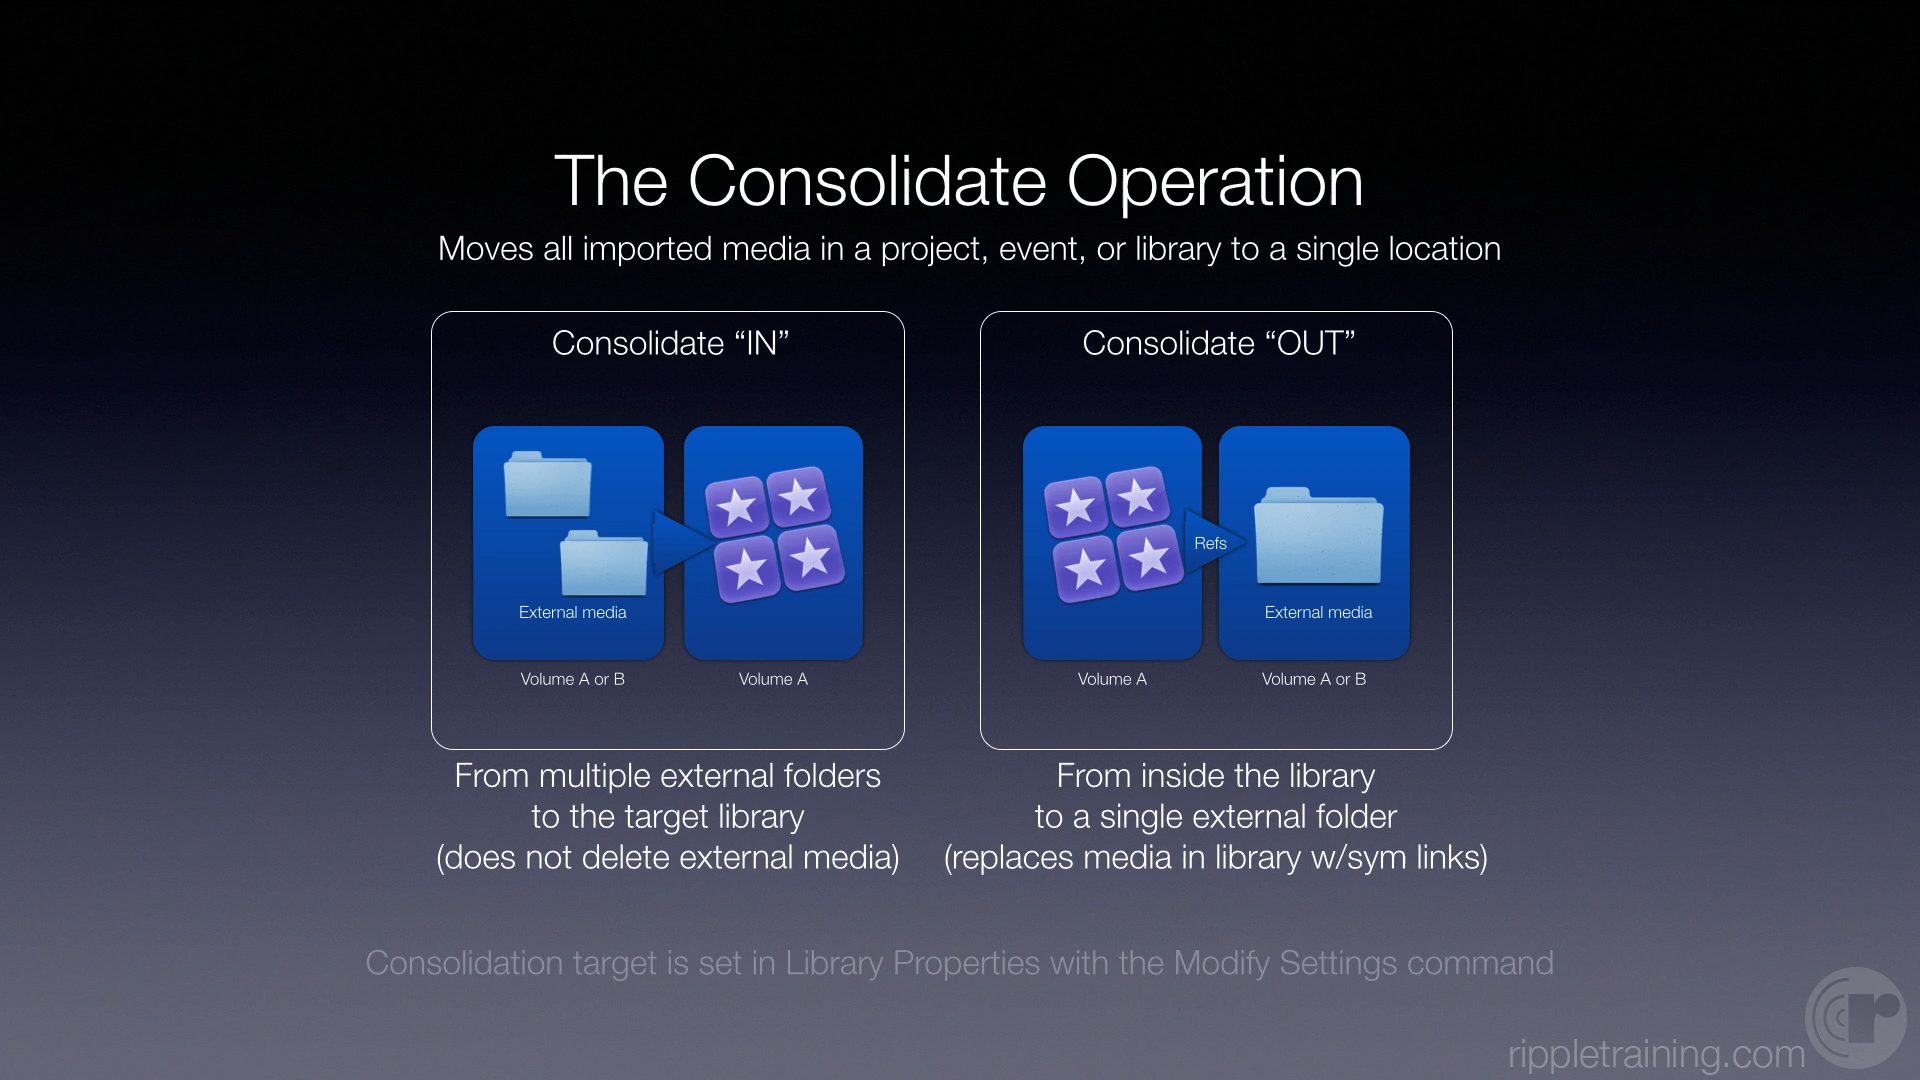 The Consolidate Operation
Moves all imported media in a project, event, or library to a single location
Consolidate “IN”
External media
Volume A or B
Volume A
From multiple external folders
to the target library
(does not delete external media)
Consolidate “OUT”
Refs
External media
Volume A
Volume A or B
From inside the library
to a single external folder
(replaces media in library w/sym links)
Consolidation target is set in Library Properties with the Modify Settings command
r
rippletraining.com